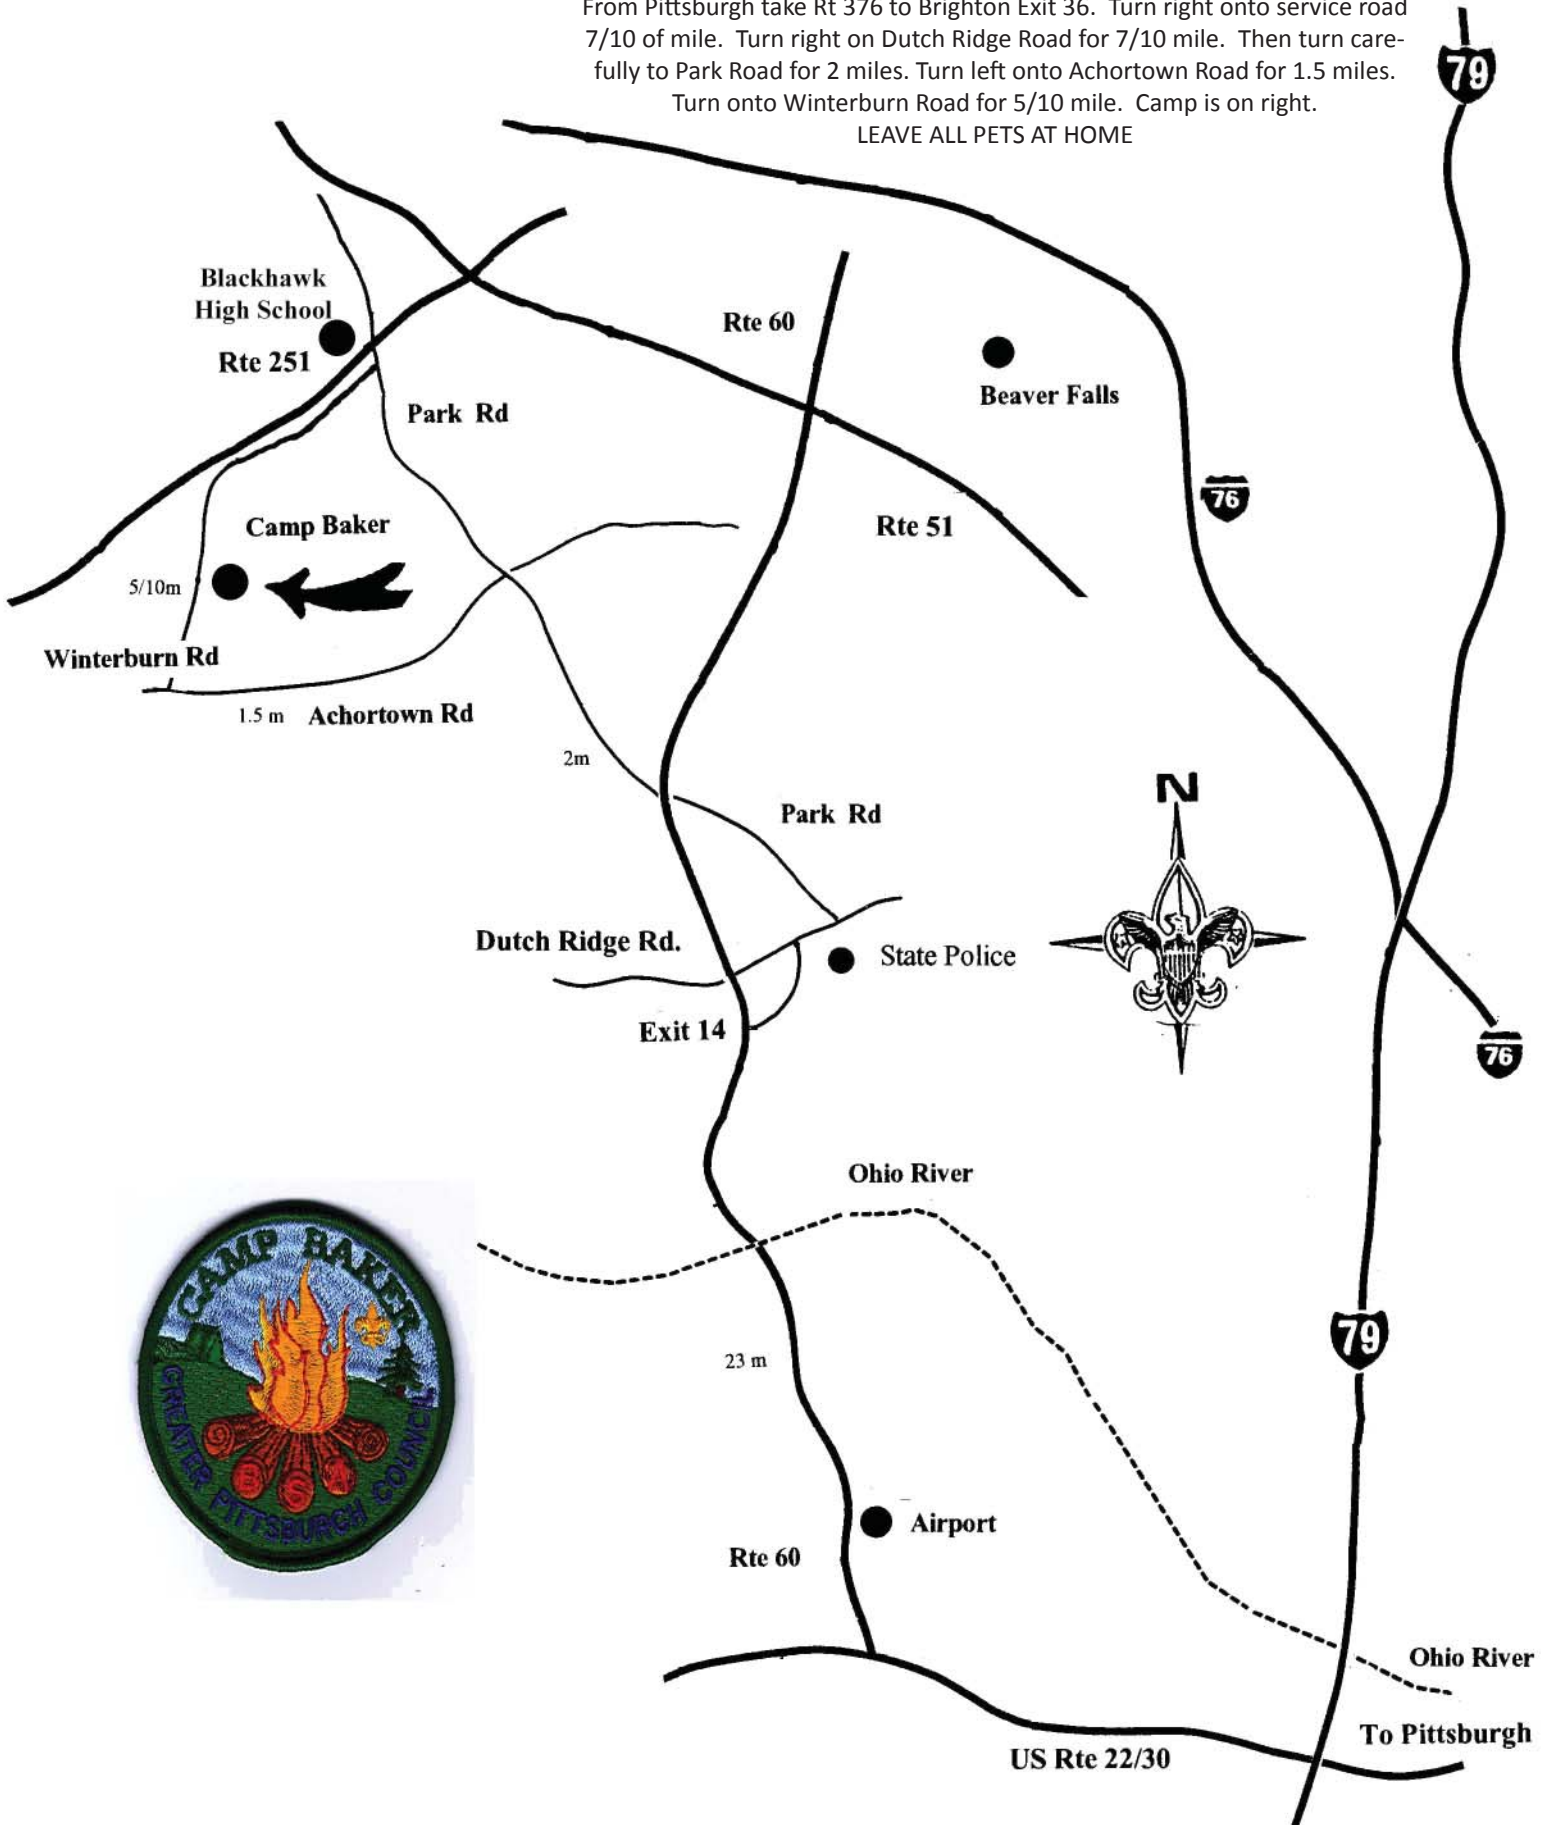 From Pittsburgh take Rt 376 to Brighton Exit 36.  Turn right onto service road
7/10 of mile.  Turn right on Dutch Ridge Road for 7/10 mile.  Then turn care-
fully to Park Road for 2 miles. Turn left onto Achortown Road for 1.5 miles.
Turn onto Winterburn Road for 5/10 mile.  Camp is on right.
LEAVE ALL PETS AT HOME
79
Blackhawk
High School
Rte 251
Rte 60
Beaver Falls
Park Rd
76
Camp Baker
Rte 51
5/10m
Winterburn Rd
1.5 m
Achortown Rd
2m
N
Park Rd
Dutch Ridge Rd.
State Police
Exit 14
76
Ohio River
CAMP BAKER
79
23 m
B S A
GREATER PITTSBURGH COUNCIL
Airport
Rte 60
Ohio River
To Pittsburgh
US Rte 22/30